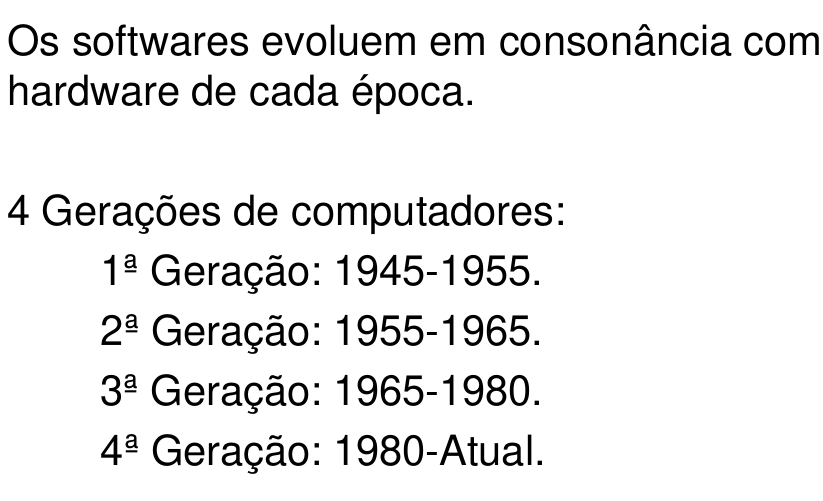 Os softwares evoluem em consonância com
hardware de cada época.
4 Gerações de computadores:
1ª Geração: 1945-1955.
2ª Geração: 1955-1965.
3ª Geração: 1965-1980.
4ª Geração: 1980-Atual.